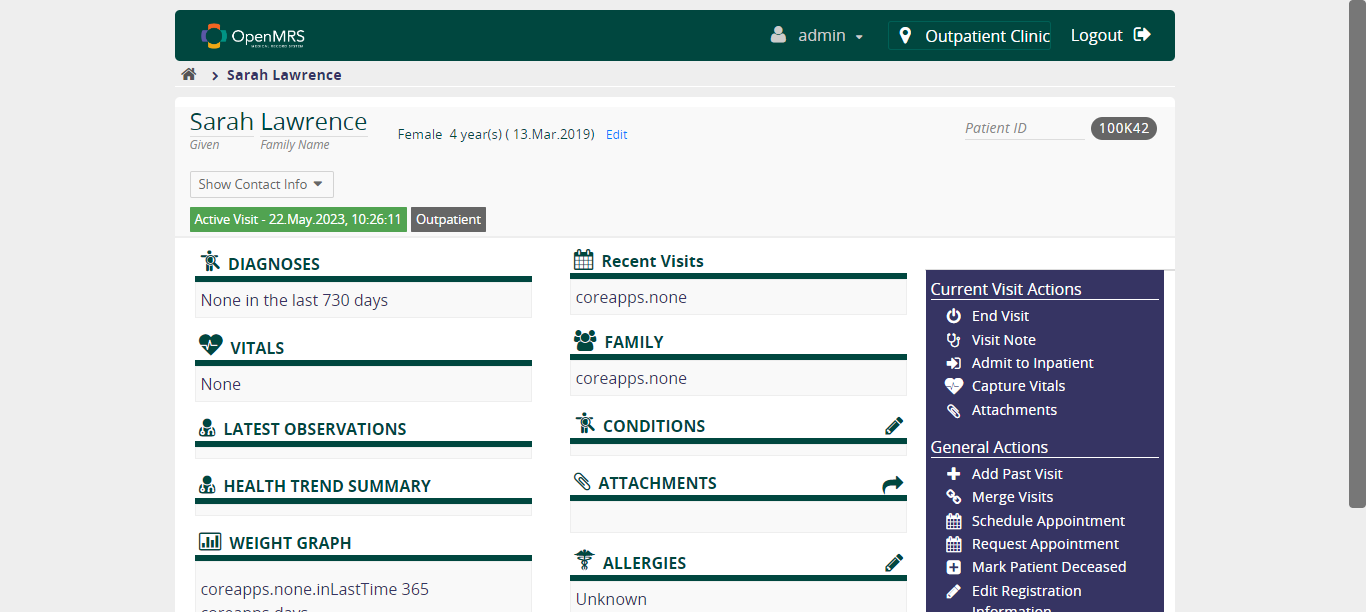 OpenMRS
MEDICAL RECORD SYSTEM
admin
Outpatient Clinic
Logout
Sarah Lawrence
Sarah Lawrence
Given Family Name
Female 4 year(s) ( 13.Mar.2019) Edit
Patient ID 100K42
Show Contact Info
Active Visit - 22.May.2023, 10:26:11 Outpatient
DIAGNOSES
None in the last 730 days
VITALS
None
LATEST OBSERVATIONS
HEALTH TREND SUMMARY
WEIGHT GRAPH
coreapps.none.inLastTime 365
coreapps.days
Recent Visits
coreapps.none
FAMILY
coreapps.none
CONDITIONS
ATTACHMENTS
ALLERGIES
Unknown
Current Visit Actions
End Visit
Visit Note
Admit to Inpatient
Capture Vitals
Attachments
General Actions
Add Past Visit
Merge Visits
Schedule Appointment
Request Appointment
Mark Patient Deceased
Edit Registration
Information